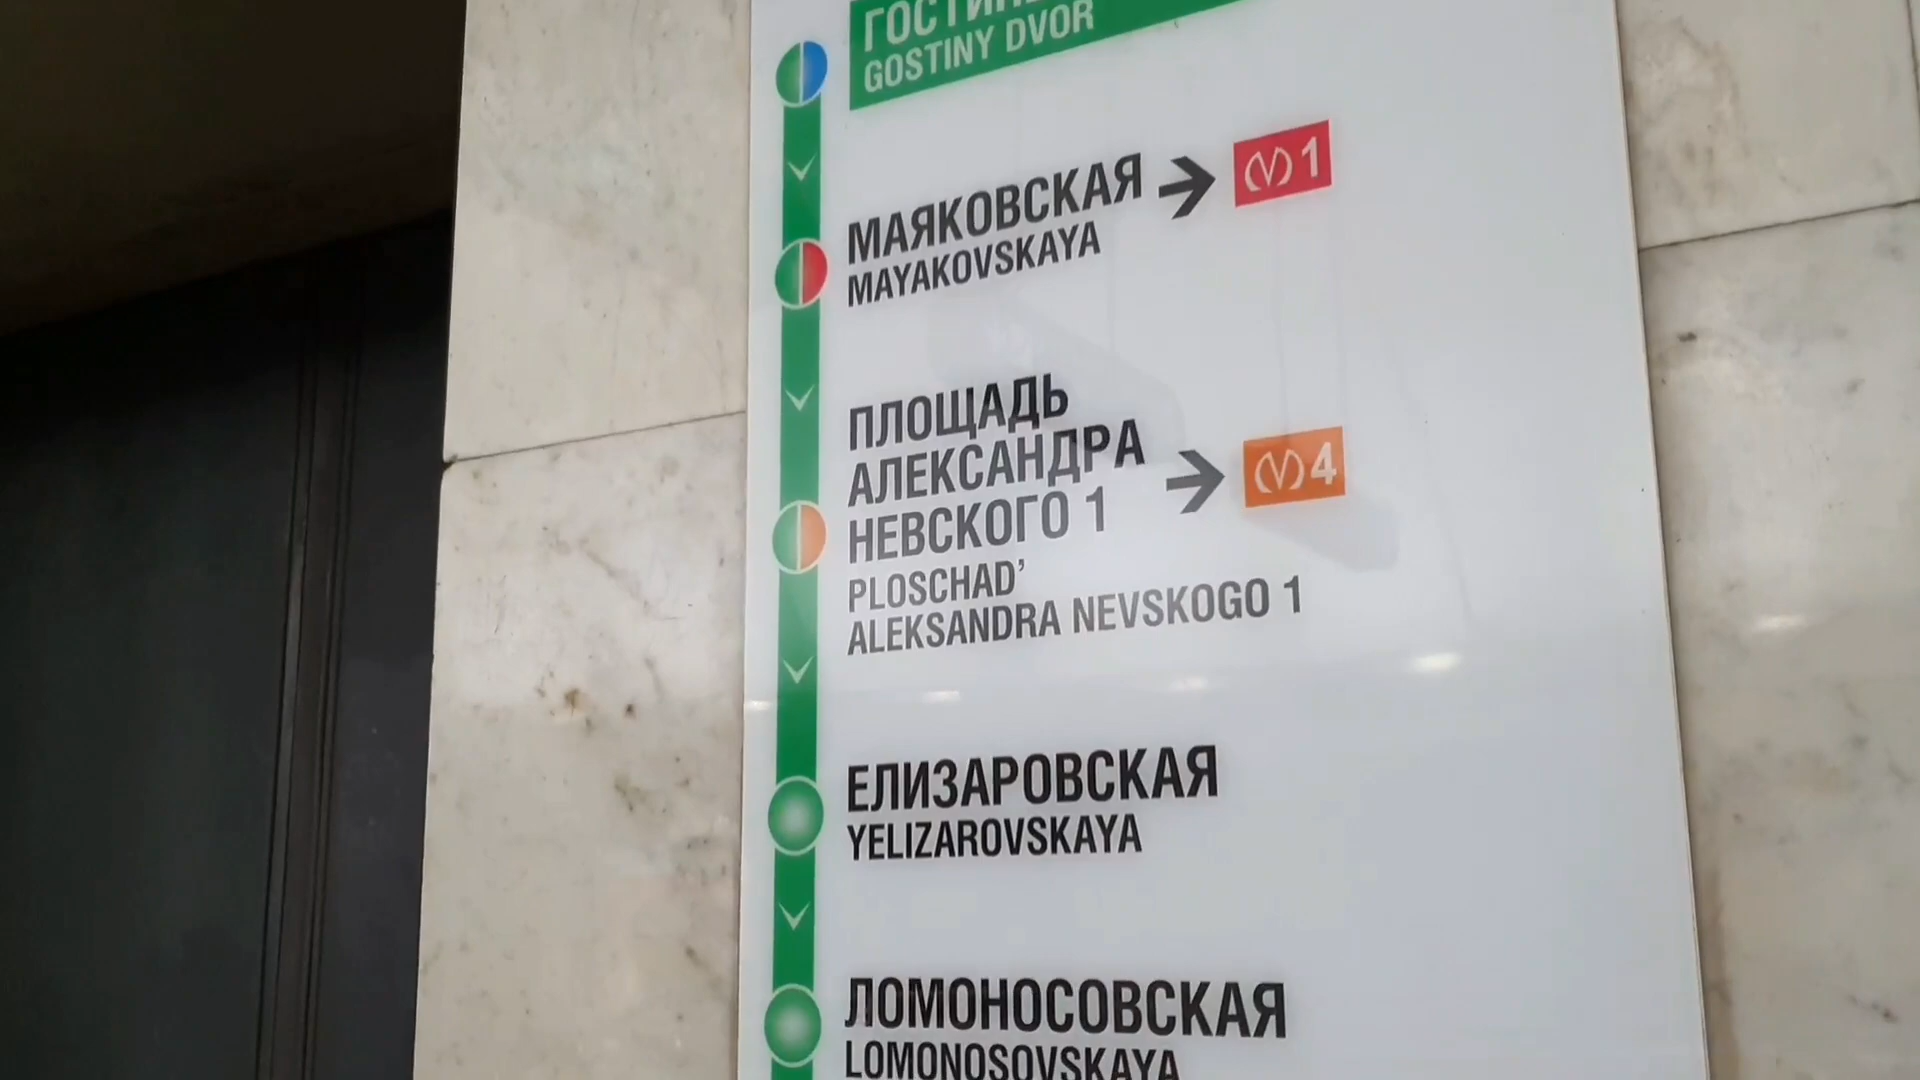 GOSTINY DVOR
МАЯКОВСКАЯ → 1
MAYAKOVSKAYA
ПЛОЩАДЬ
АЛЕКСАНДРА
НЕВСКОГО 1 → 4
PLOSCHAD’
ALEKSANDRA NEVSKOGO 1
ЕЛИЗАРОВСКАЯ
YELIZAROVSKAYA
ЛОМОНОСОВСКАЯ
LOMONOSOVSKAYA